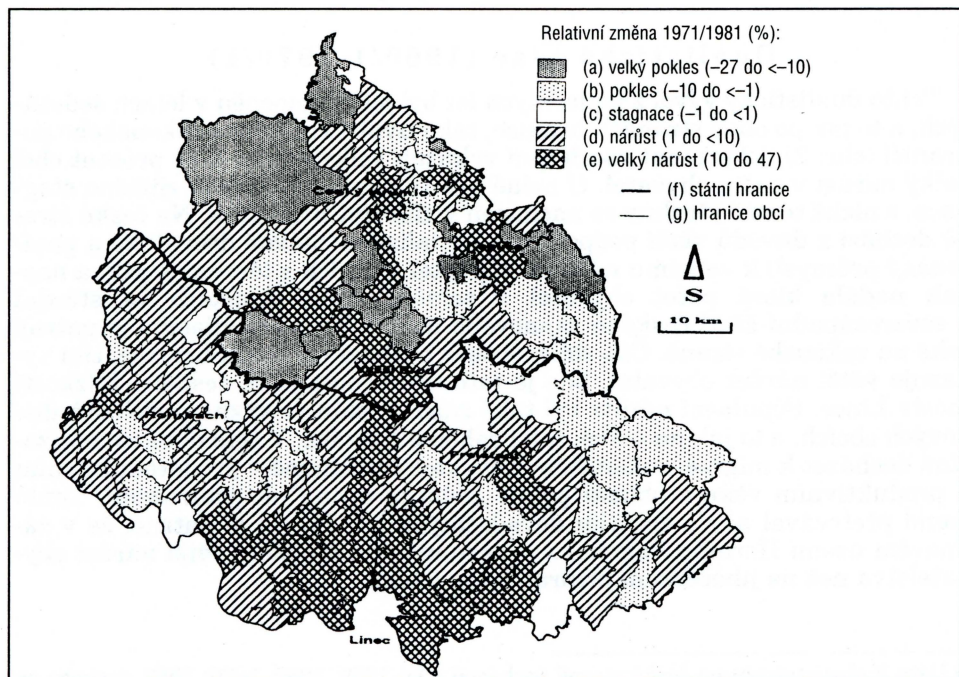 Relativní změna 1971/1981 (%):
(a) velký pokles (–27 do <–10)
(b) pokles (–10 do <–1)
(c) stagnace (–1 do <1)
(d) nárůst (1 do <10)
(e) velký nárůst (10 do 47)
(f) státní hranice
(g) hranice obcí
S
10 km
Český Krumlov
Rohrbach
Freistadt
Linec